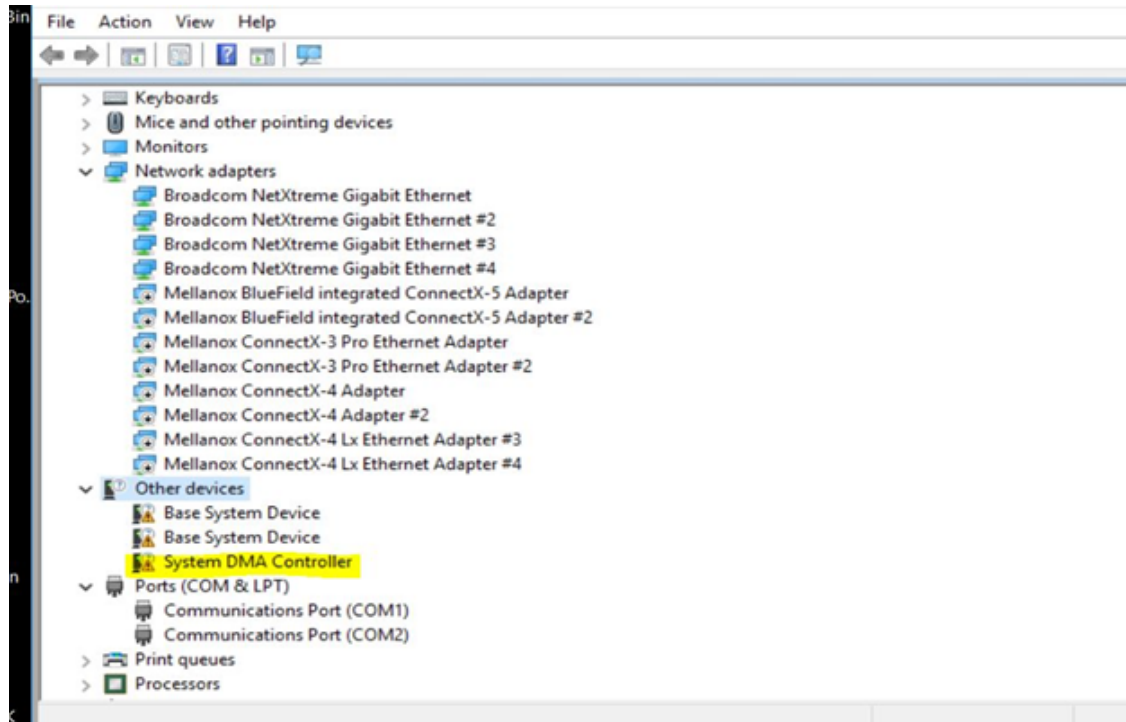 File Action View Help
Keyboards
Mice and other pointing devices
Monitors
Network adapters
Broadcom NetXtreme Gigabit Ethernet
Broadcom NetXtreme Gigabit Ethernet #2
Broadcom NetXtreme Gigabit Ethernet #3
Broadcom NetXtreme Gigabit Ethernet #4
Mellanox BlueField integrated ConnectX-5 Adapter
Mellanox BlueField integrated ConnectX-5 Adapter #2
Mellanox ConnectX-3 Pro Ethernet Adapter
Mellanox ConnectX-3 Pro Ethernet Adapter #2
Mellanox ConnectX-4 Adapter
Mellanox ConnectX-4 Adapter #2
Mellanox ConnectX-4 Lx Ethernet Adapter #3
Mellanox ConnectX-4 Lx Ethernet Adapter #4
Other devices
Base System Device
Base System Device
System DMA Controller
Ports (COM & LPT)
Communications Port (COM1)
Communications Port (COM2)
Print queues
Processors